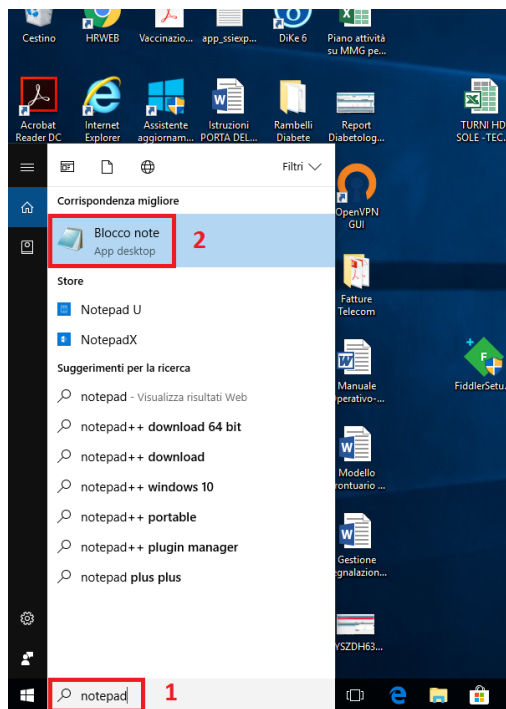 Cestino
HRWEB
Vaccinazio...
app_ssiexp...
DiKe 6
Piano attività
su MMG pe...
Acrobat
Reader DC
Internet
Explorer
Assistente
aggiornam...
Istruzioni
PORTA DEL...
Rambelli
Diabete
Report
Diabetolog...
TURNI HD
SOLE -TEC.
Filtri
Corrispondenza migliore
Blocco note
App desktop
2
Store
Notepad U
NotepadX
Suggerimenti per la ricerca
notepad - Visualizza risultati Web
notepad++ download 64 bit
notepad++ download
notepad++ windows 10
notepad++ portable
notepad++ plugin manager
notepad plus plus
OpenVPN
GUI
Fatture
Telecom
Manuale
perativo-...
FiddlerSetu.
Modello
rontuario ...
Gestione
egnalazion...
YSZDH63...
notepad
1